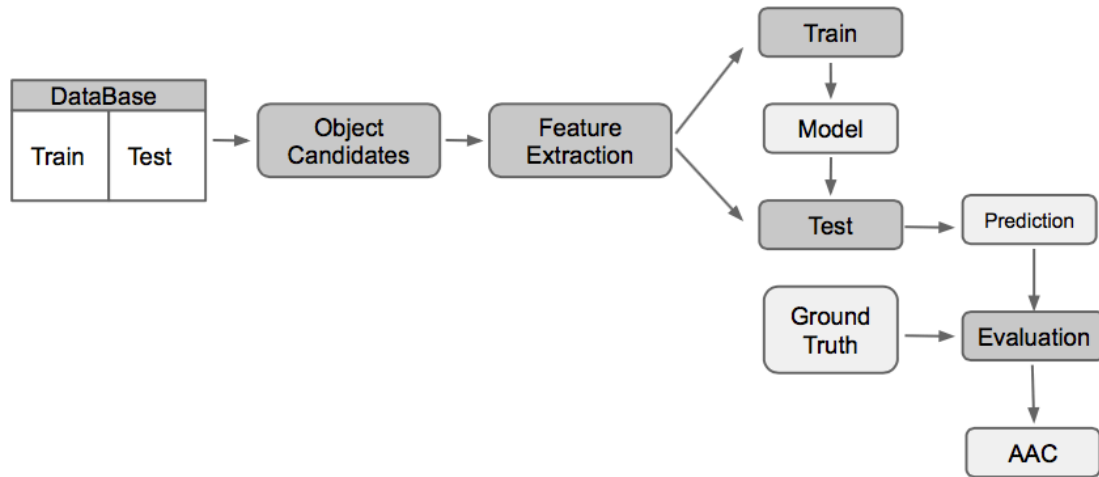 DataBase
Train
Test
Object
Candidates
Feature
Extraction
Train
Model
Test
Prediction
Ground
Truth
Evaluation
AAC